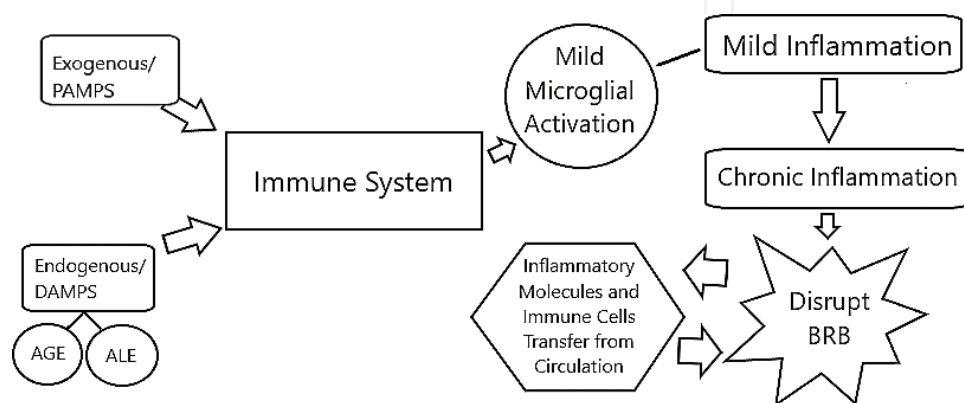 Exogenous/
PAMPS
Immune System
Endogenous/
DAMPS
AGE
ALE
Mild
Microglial
Activation
Mild Inflammation
Chronic Inflammation
Disrupt
BRB
Inflammatory
Molecules and
Immune Cells
Transfer from
Circulation